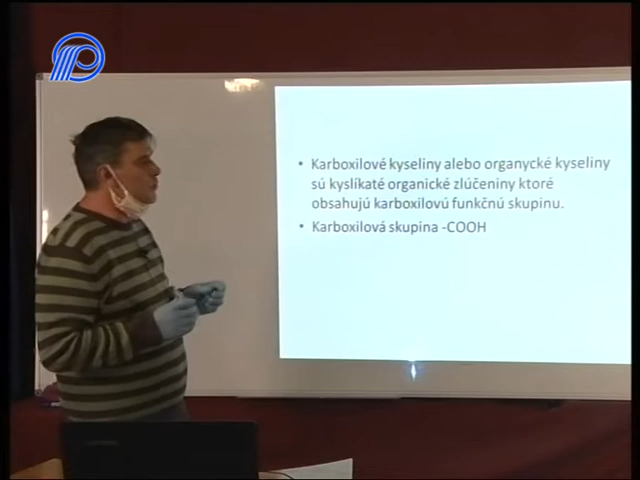 • Karboxilové kyseliny alebo organycké kyseliny
sú kyslíkaté organické zlúčeniny ktoré
obsahujú karboxilovú funkčnú skupinu.
• Karboxilová skupina -COOH